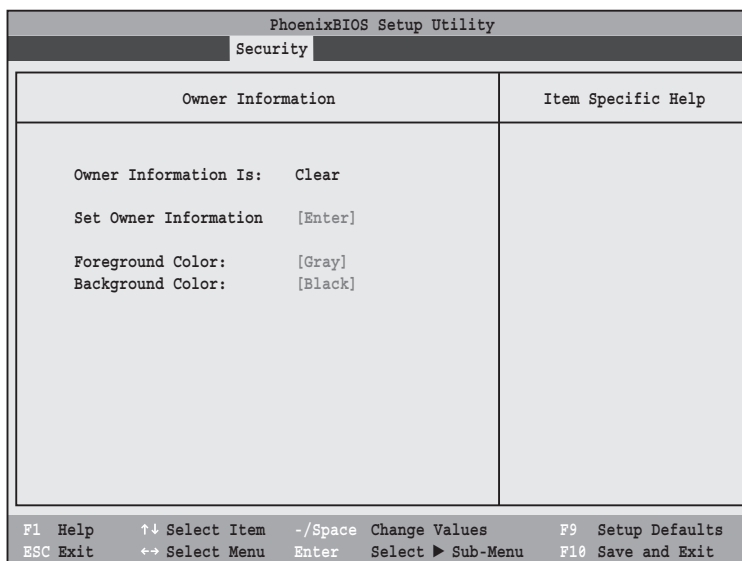 PhoenixBIOS Setup Utility
Security
Owner Information
Item Specific Help
Owner Information Is: Clear
Set Owner Information [Enter]
Foreground Color: [Gray]
Background Color: [Black]
F1 Help ↑↓ Select Item -/Space Change Values F9 Setup Defaults
ESC Exit ←→ Select Menu Enter Select ▶ Sub-Menu F10 Save and Exit